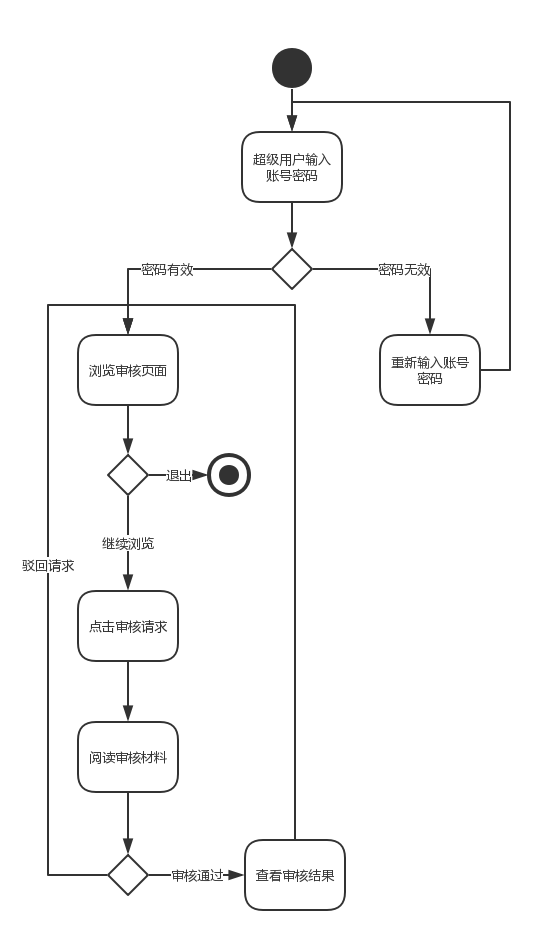 超级用户输入
账号密码
密码有效
密码无效
浏览审核页面
重新输入账号
密码
退出
继续浏览
驳回请求
点击审核请求
阅读审核材料
审核通过
查看审核结果